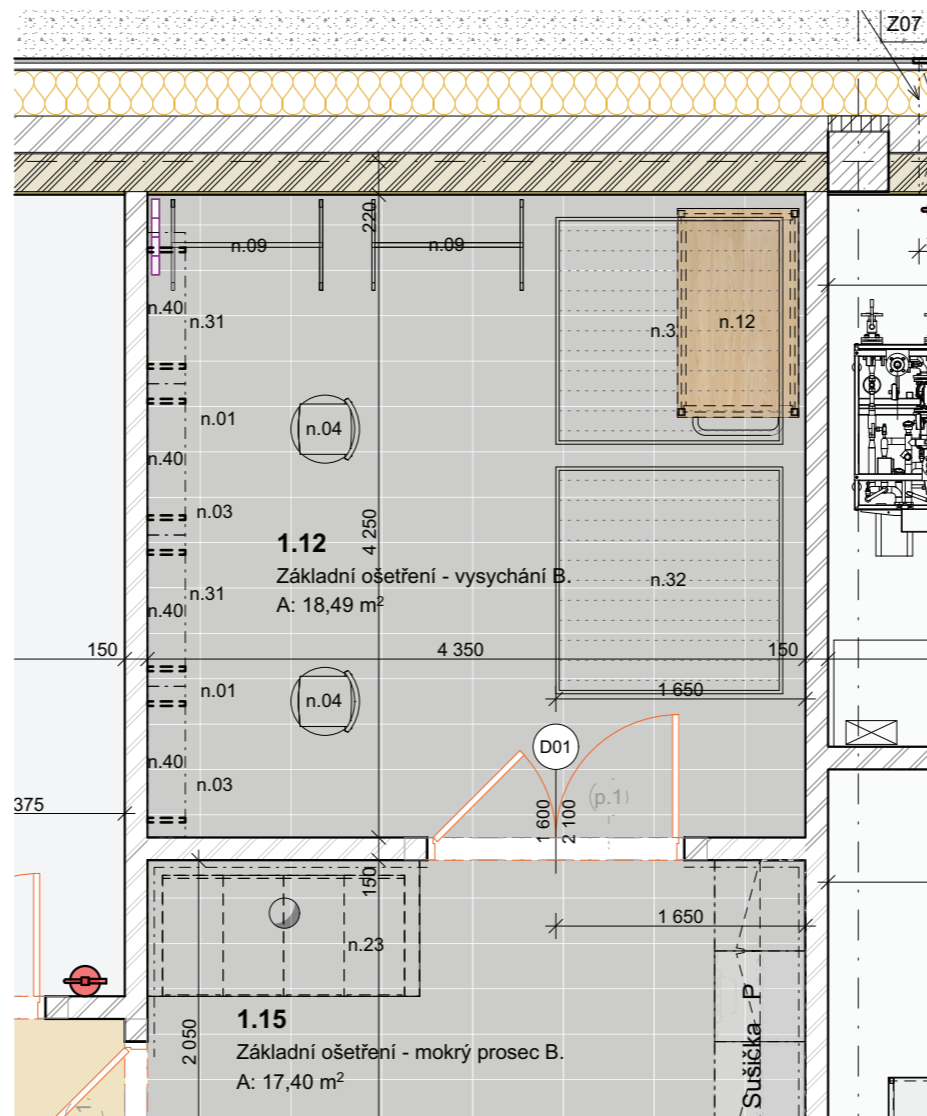 Z07
220
n.09
n.09
n.40
n.31
n.3
n.12
n.01
n.04
n.40
n.03
1.12
4 250
Základní ošetření - vysychání B.
A: 18,49 m²
n.32
n.31
n.40
150
4 350
150
n.01
n.04
1 650
n.40
D01
n.03
(p.1)
375
1 600
2 100
150
1 650
n.23
1.15
2 050
Základní ošetření - mokrý prosec B.
A: 17,40 m²
Sušička P